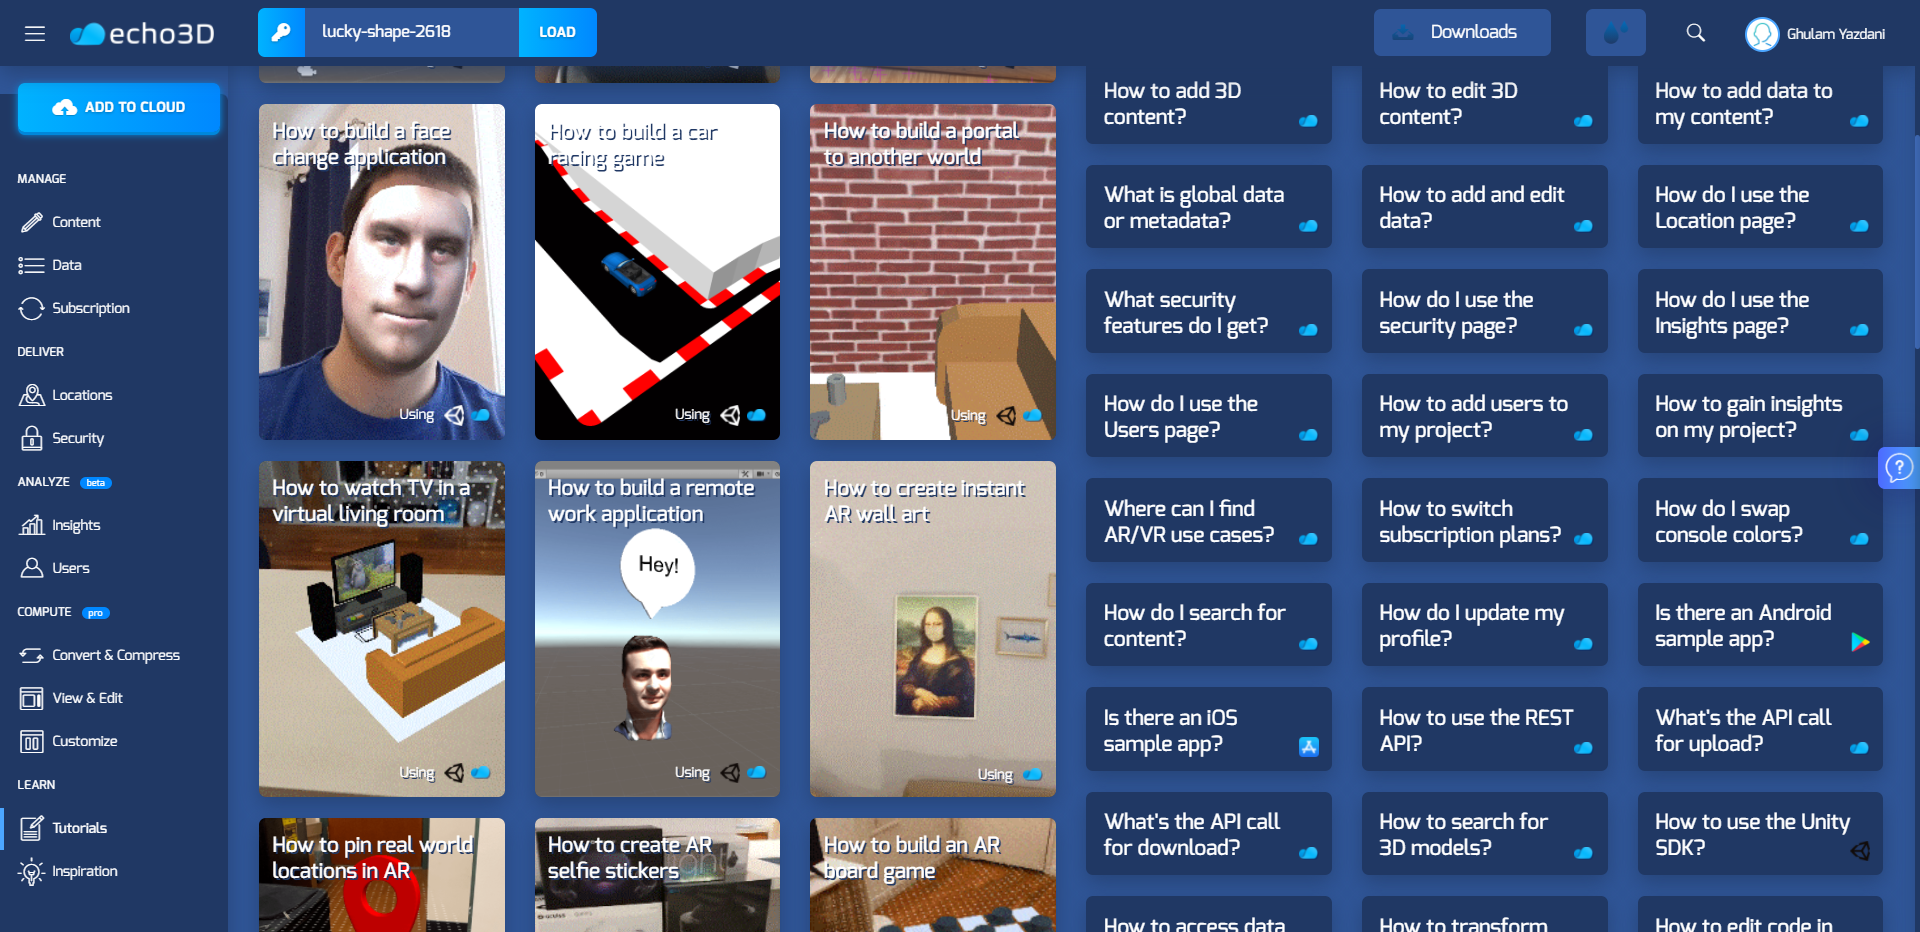 echo3D
lucky-shape-2618
LOAD
Downloads
Ghulam Yazdani
ADD TO CLOUD
MANAGE
Content
Data
Subscription
DELIVER
Locations
Security
ANALYZE beta
Insights
Users
COMPUTE pro
Convert & Compress
View & Edit
Customize
LEARN
Tutorials
Inspiration
How to build a face
change application
Using
How to build a car
racing game
Using
How to build a portal
to another world
Using
How to watch TV in a
virtual living room
Using
How to build a remote
work application
Hey!
Using
How to create instant
AR wall art
Using
How to pin real world
locations in AR
How to create AR
selfie stickers
How to build an AR
board game
How to add 3D
content?
How to edit 3D
content?
How to add data to
my content?
What is global data
or metadata?
How to add and edit
data?
How do I use the
Location page?
What security
features do I get?
How do I use the
security page?
How do I use the
Insights page?
How do I use the
Users page?
How to add users to
my project?
How to gain insights
on my project?
Where can I find
AR/VR use cases?
How to switch
subscription plans?
How do I swap
console colors?
How do I search for
content?
How do I update my
profile?
Is there an Android
sample app?
Is there an iOS
sample app?
How to use the REST
API?
What's the API call
for upload?
What's the API call
for download?
How to search for
3D models?
How to use the Unity
SDK?
How to access data
How to transform
How to edit code in